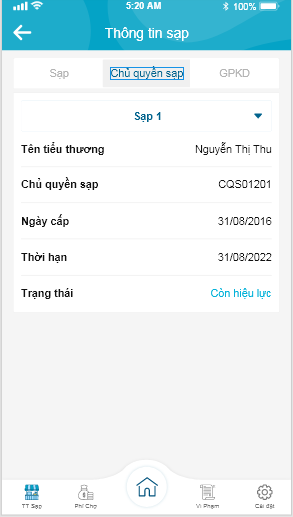 5:20 AM 100%
Thông tin sạp
Sạp Chủ quyền sạp GPKD
Sạp 1
Tên tiểu thương Nguyễn Thị Thu
Chủ quyền sạp CQS01201
Ngày cấp 31/08/2016
Thời hạn 31/08/2022
Trạng thái Còn hiệu lực
TT Sạp Phí Chợ Vi Phạm Cài đặt